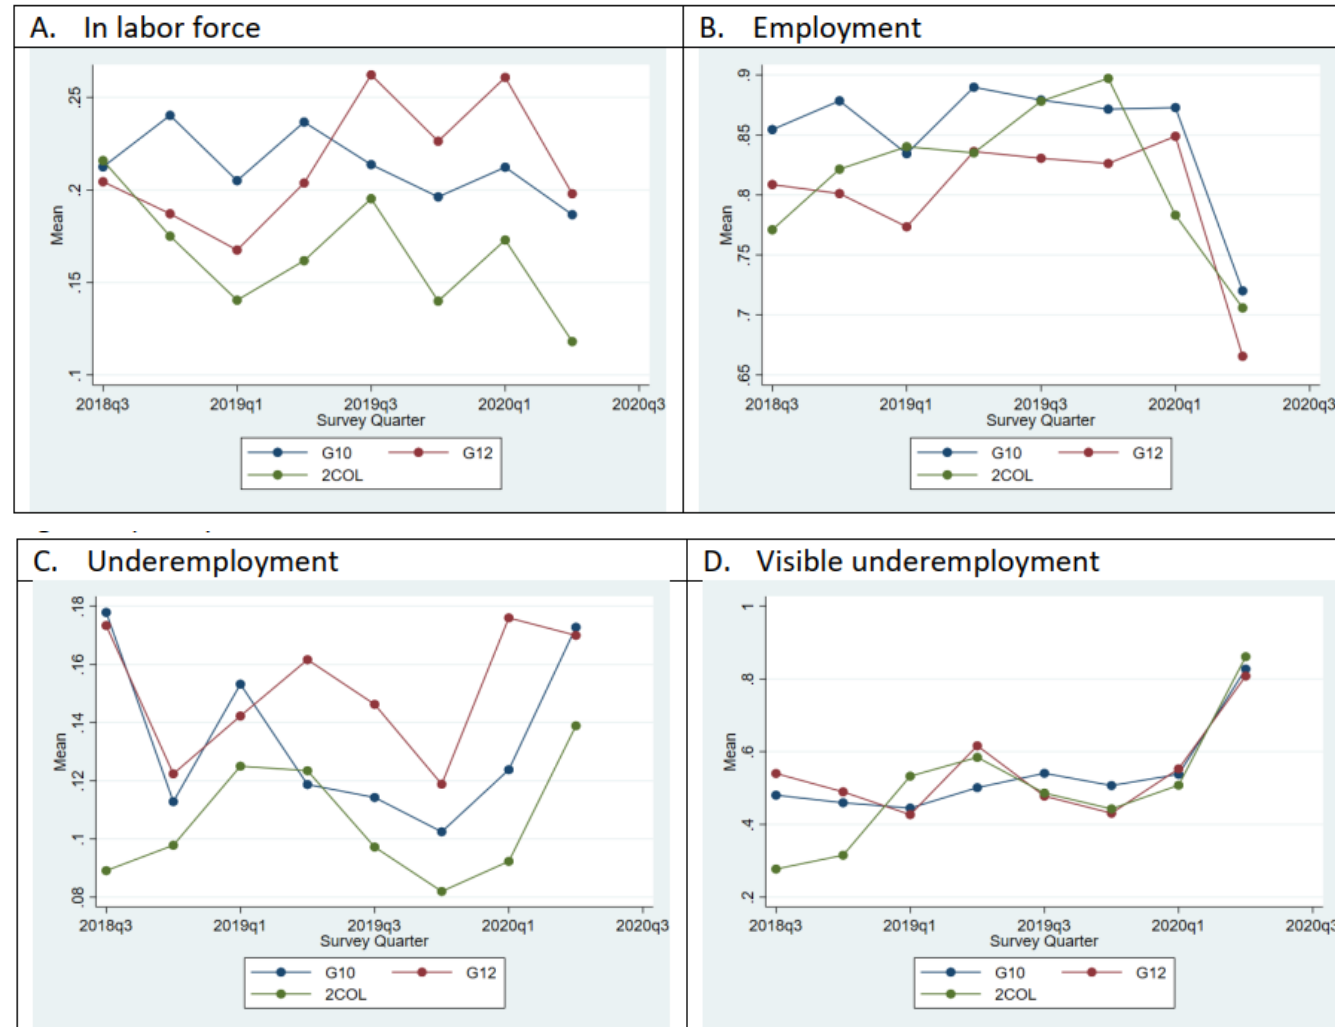 A. In labor force
B. Employment
.25
.2
.15
.1
Mean
2018q3 2019q1 2019q3 2020q1 2020q3
Survey Quarter
G10 G12
2COL
.9
.85
.8
.75
.7
.65
Mean
2018q3 2019q1 2019q3 2020q1 2020q3
Survey Quarter
G10 G12
2COL
C. Underemployment
D. Visible underemployment
.18
.16
.14
.12
.1
.08
Mean
2018q3 2019q1 2019q3 2020q1 2020q3
Survey Quarter
G10 G12
2COL
1
.8
.6
.4
.2
Mean
2018q3 2019q1 2019q3 2020q1 2020q3
Survey Quarter
G10 G12
2COL